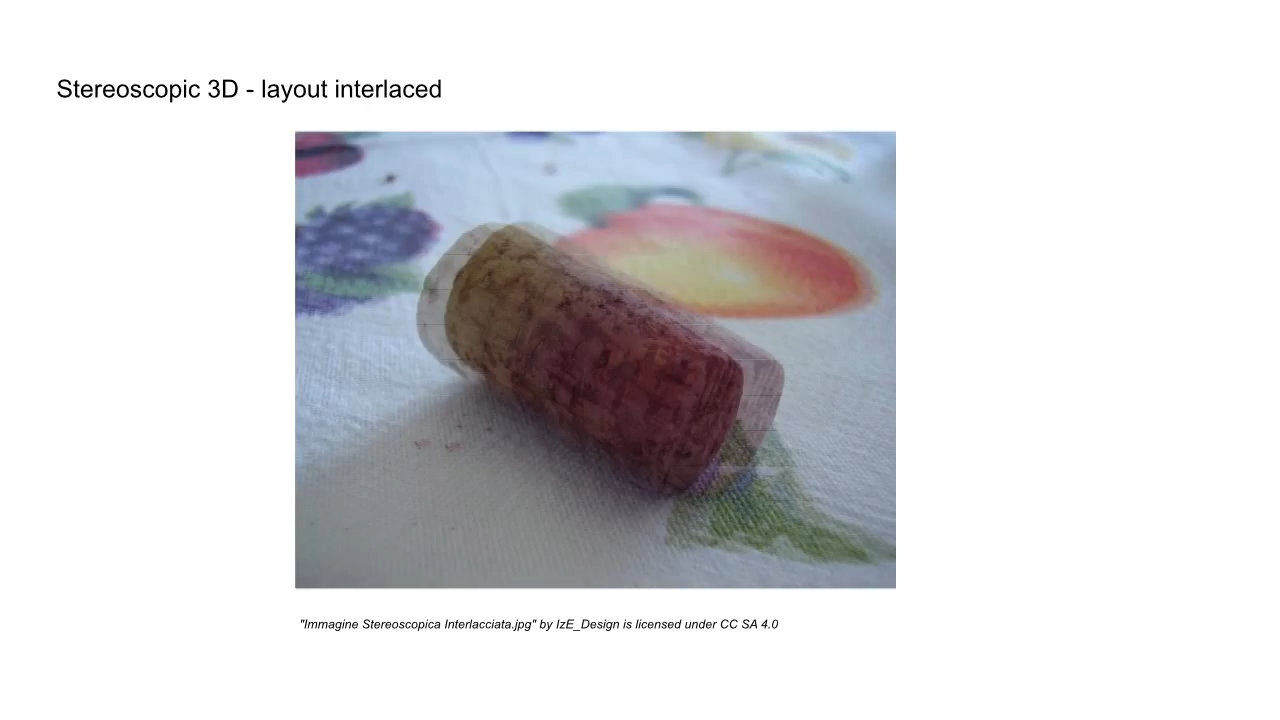 Stereoscopic 3D - layout interlaced
"Immagine Stereoscopica Interlacciata.jpg" by IzE_Design is licensed under CC SA 4.0